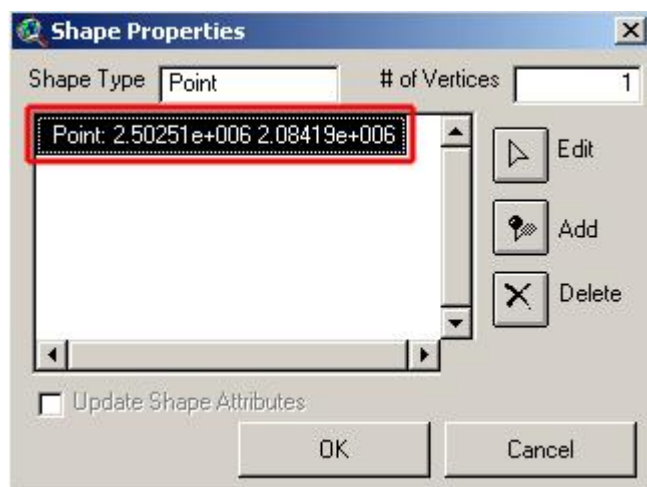 Shape Properties
Shape Type Point # of Vertices 1
Point: 2.50251e+006 2.08419e+006
Edit
Add
Delete
Update Shape Attributes
OK Cancel